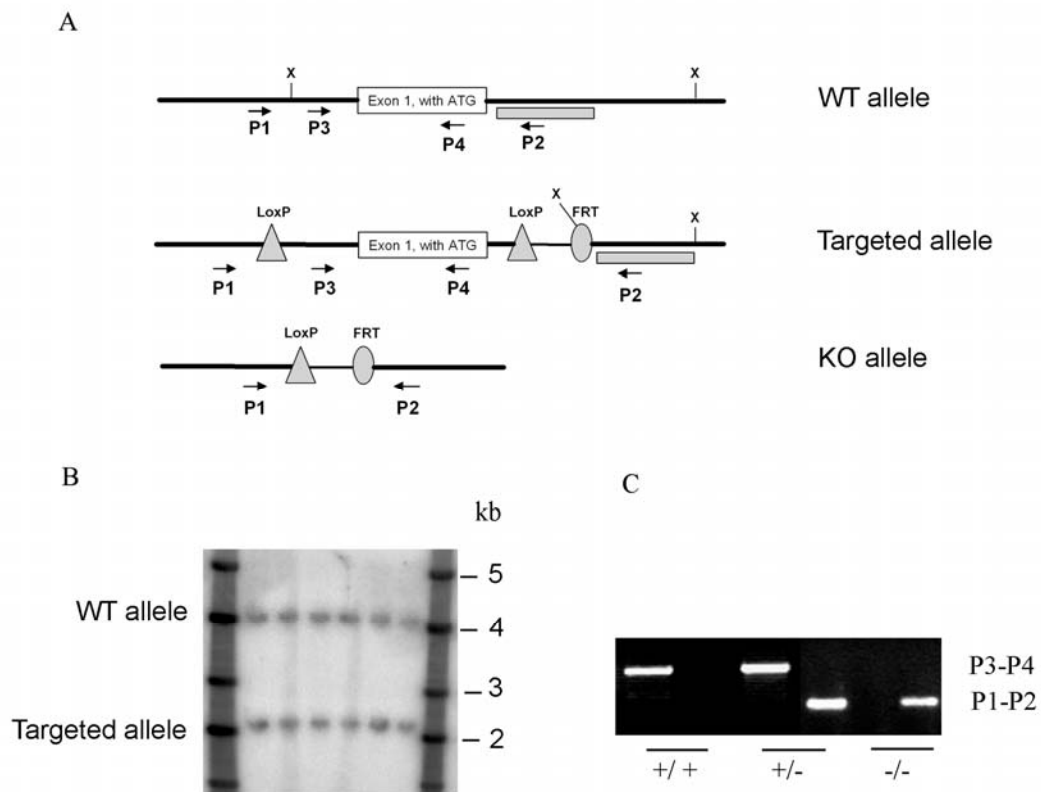 A
X X
Exon 1, with ATG
WT allele
P1 P3 P4 P2
X
LoxP LoxP FRT X
Exon 1, with ATG
Targeted allele
P1 P3 P4 P2
LoxP FRT
KO allele
P1 P2
B
C
kb
5
WT allele
4
3
Targeted allele
2
P3-P4
P1-P2
+/+ +/- -/-